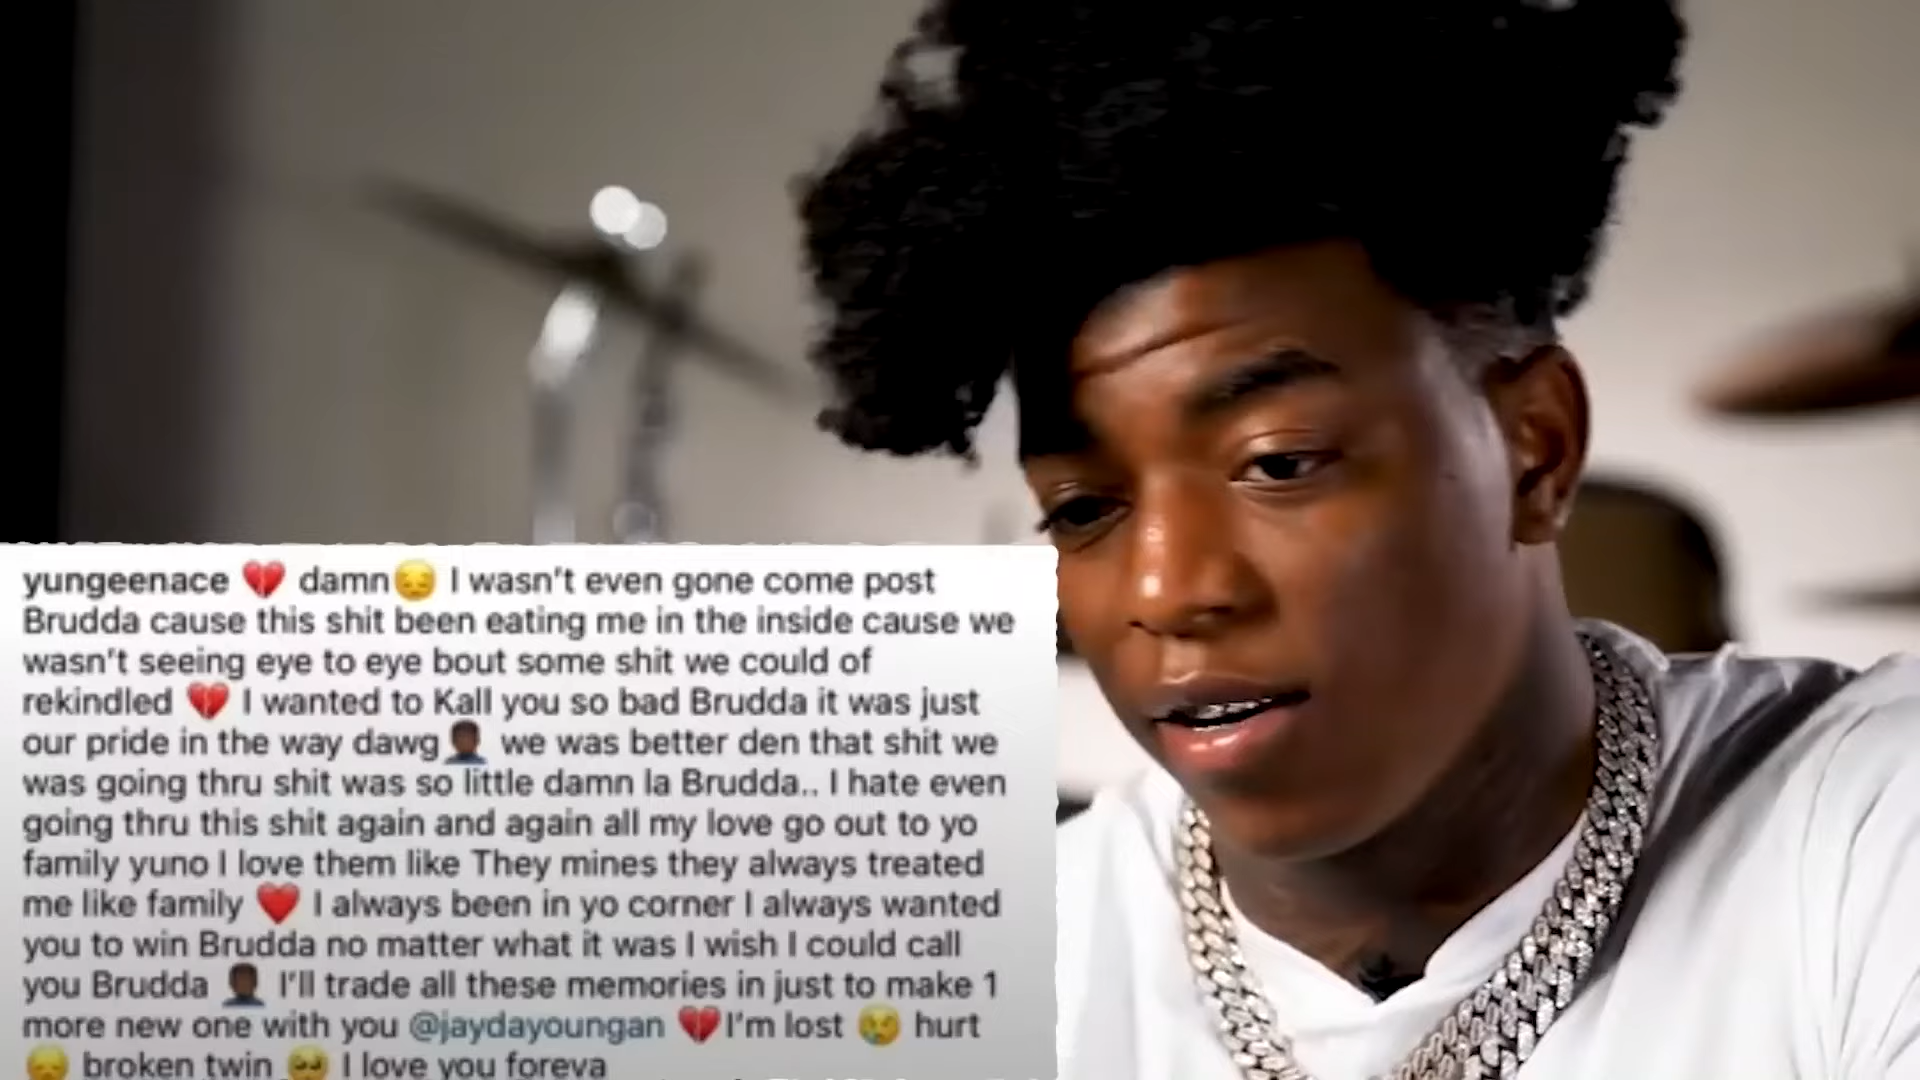 yungeenace 💔 damn😔 I wasn't even gone come post
Brudda cause this shit been eating me in the inside cause we
wasn't seeing eye to eye bout some shit we could of
rekindled 💔 I wanted to Kall you so bad Brudda it was just
our pride in the way dawg🤦🏿‍♂️ we was better den that shit we
was going thru shit was so little damn la Brudda.. I hate even
going thru this shit again and again all my love go out to yo
family yuno I love them like They mines they always treated
me like family ❤️ I always been in yo corner I always wanted
you to win Brudda no matter what it was I wish I could call
you Brudda 🤦🏿‍♂️ I'll trade all these memories in just to make 1
more new one with you @jaydayoungan 💔I'm lost 😢 hurt
😞 broken twin 🥺 I love you foreva